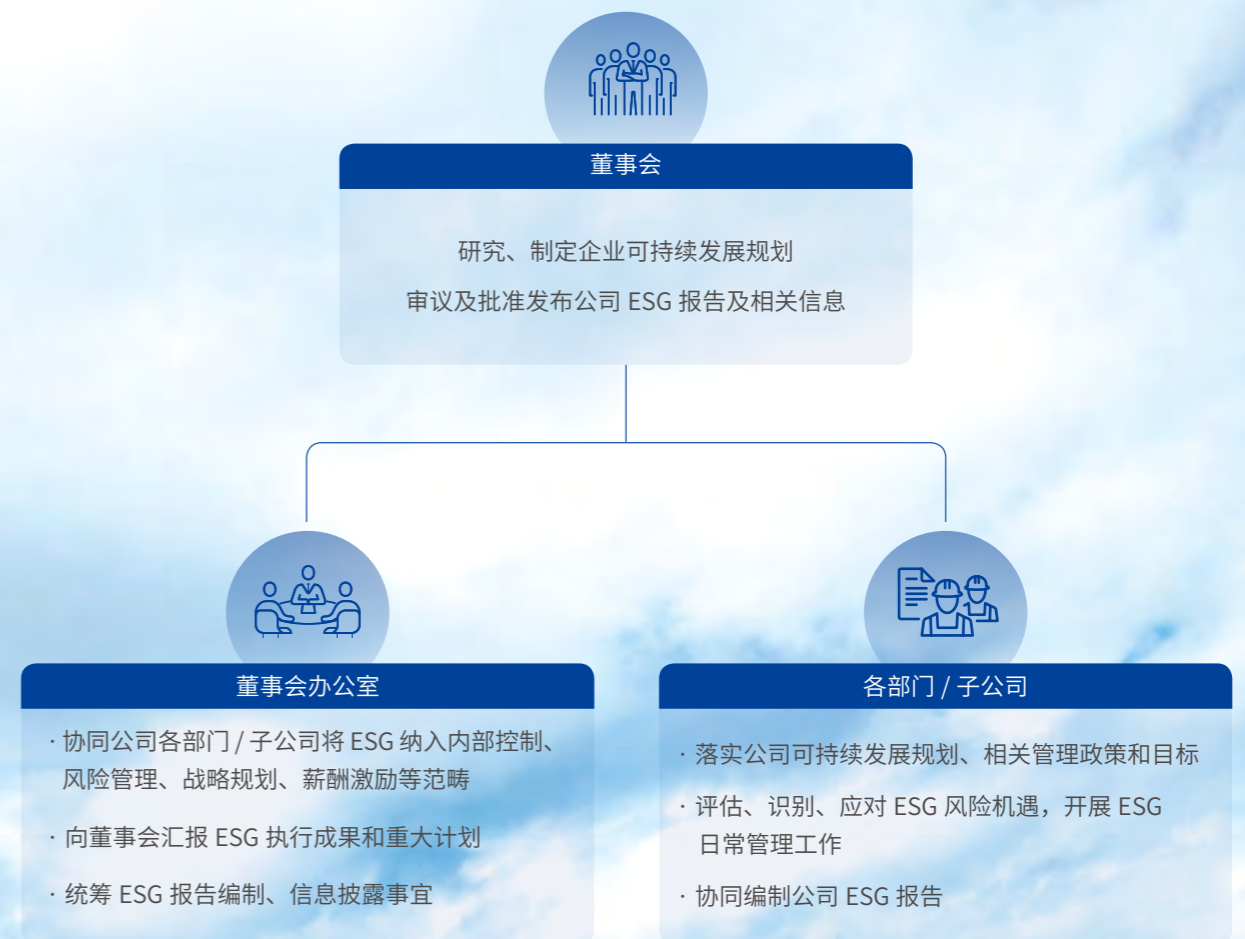 董事会
研究、制定企业可持续发展规划
审议及批准发布公司 ESG 报告及相关信息
董事会办公室
· 协同公司各部门 / 子公司将 ESG 纳入内部控制、
风险管理、战略规划、薪酬激励等范畴
· 向董事会汇报 ESG 执行成果和重大计划
· 统筹 ESG 报告编制、信息披露事宜
各部门 / 子公司
· 落实公司可持续发展规划、相关管理政策和目标
· 评估、识别、应对 ESG 风险机遇，开展 ESG
日常管理工作
· 协同编制公司 ESG 报告